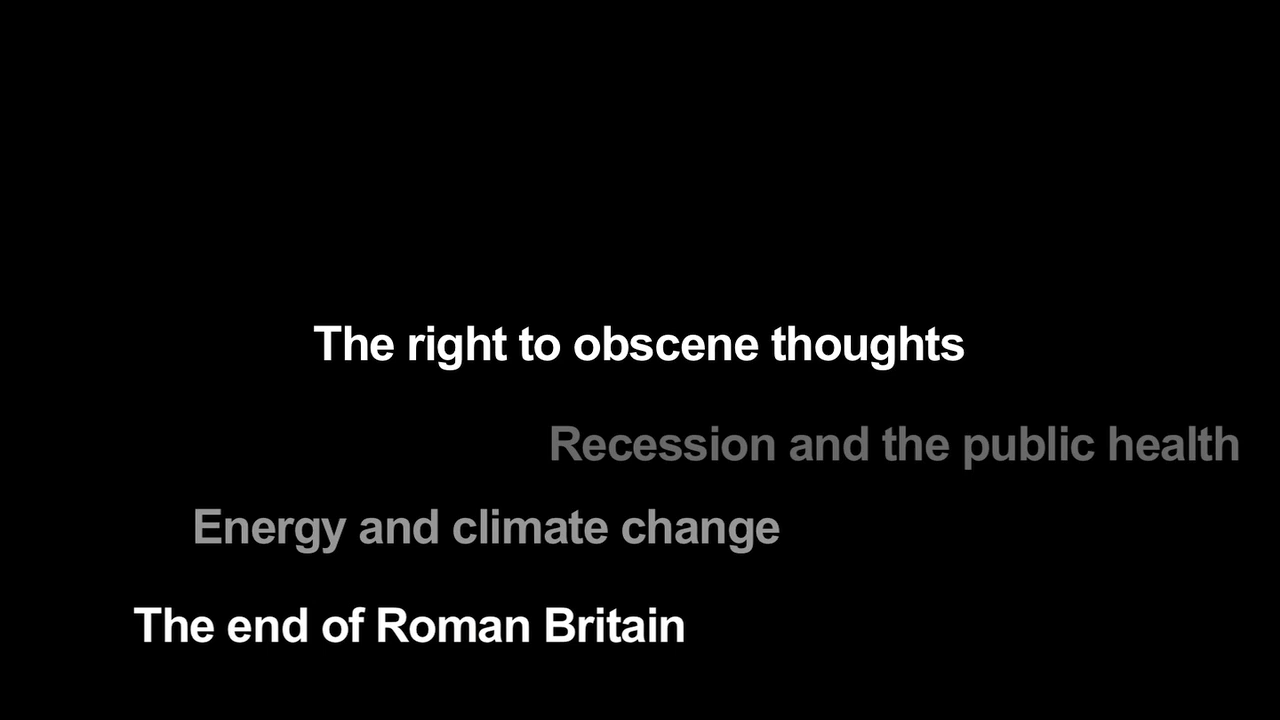 The right to obscene thoughts
Recession and the public health
Energy and climate change
The end of Roman Britain